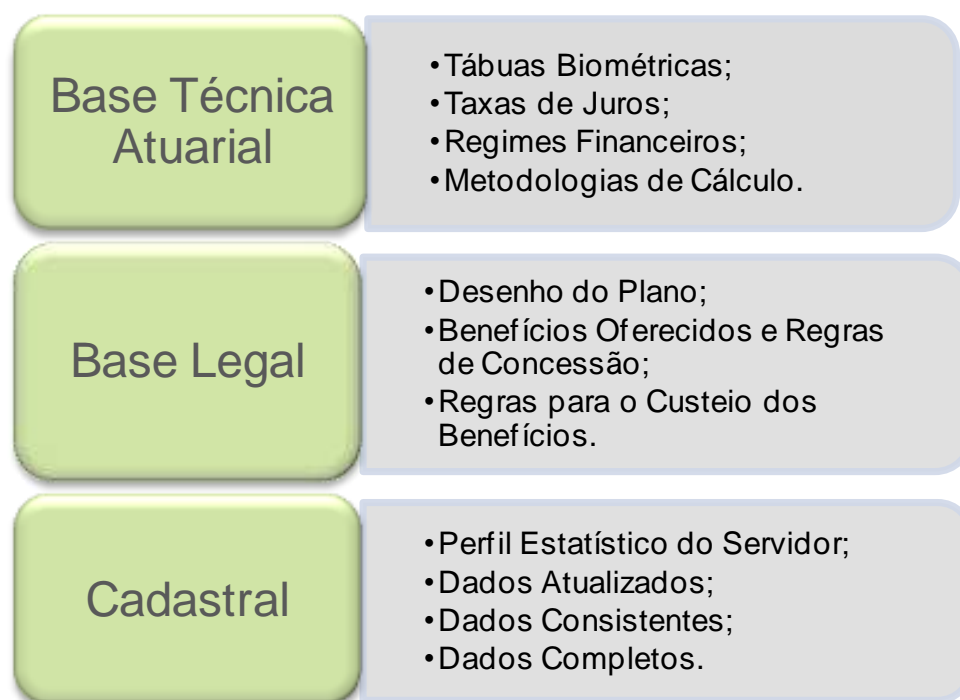 Base Técnica
Atuarial
•Tábuas Biométricas;
•Taxas de Juros;
•Regimes Financeiros;
•Metodologias de Cálculo.
Base Legal
•Desenho do Plano;
•Benefícios Oferecidos e Regras
de Concessão;
•Regras para o Custeio dos
Benefícios.
Cadastral
•Perfil Estatístico do Servidor;
•Dados Atualizados;
•Dados Consistentes;
•Dados Completos.